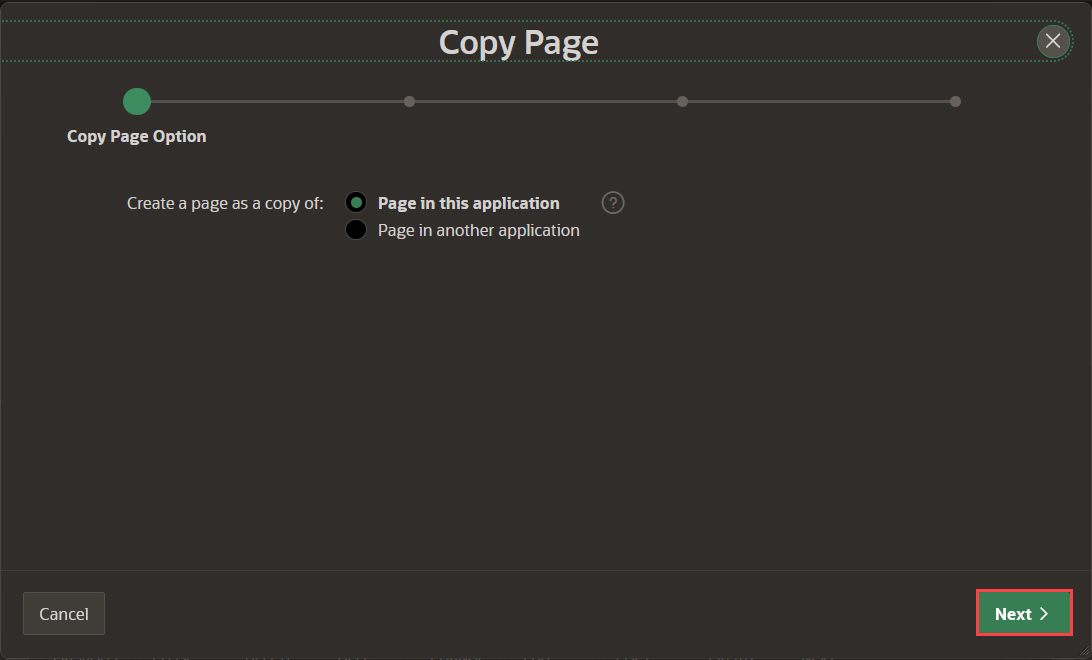 Copy Page
Copy Page Option
Create a page as a copy of:
Page in this application
?
Page in another application
Cancel
Next